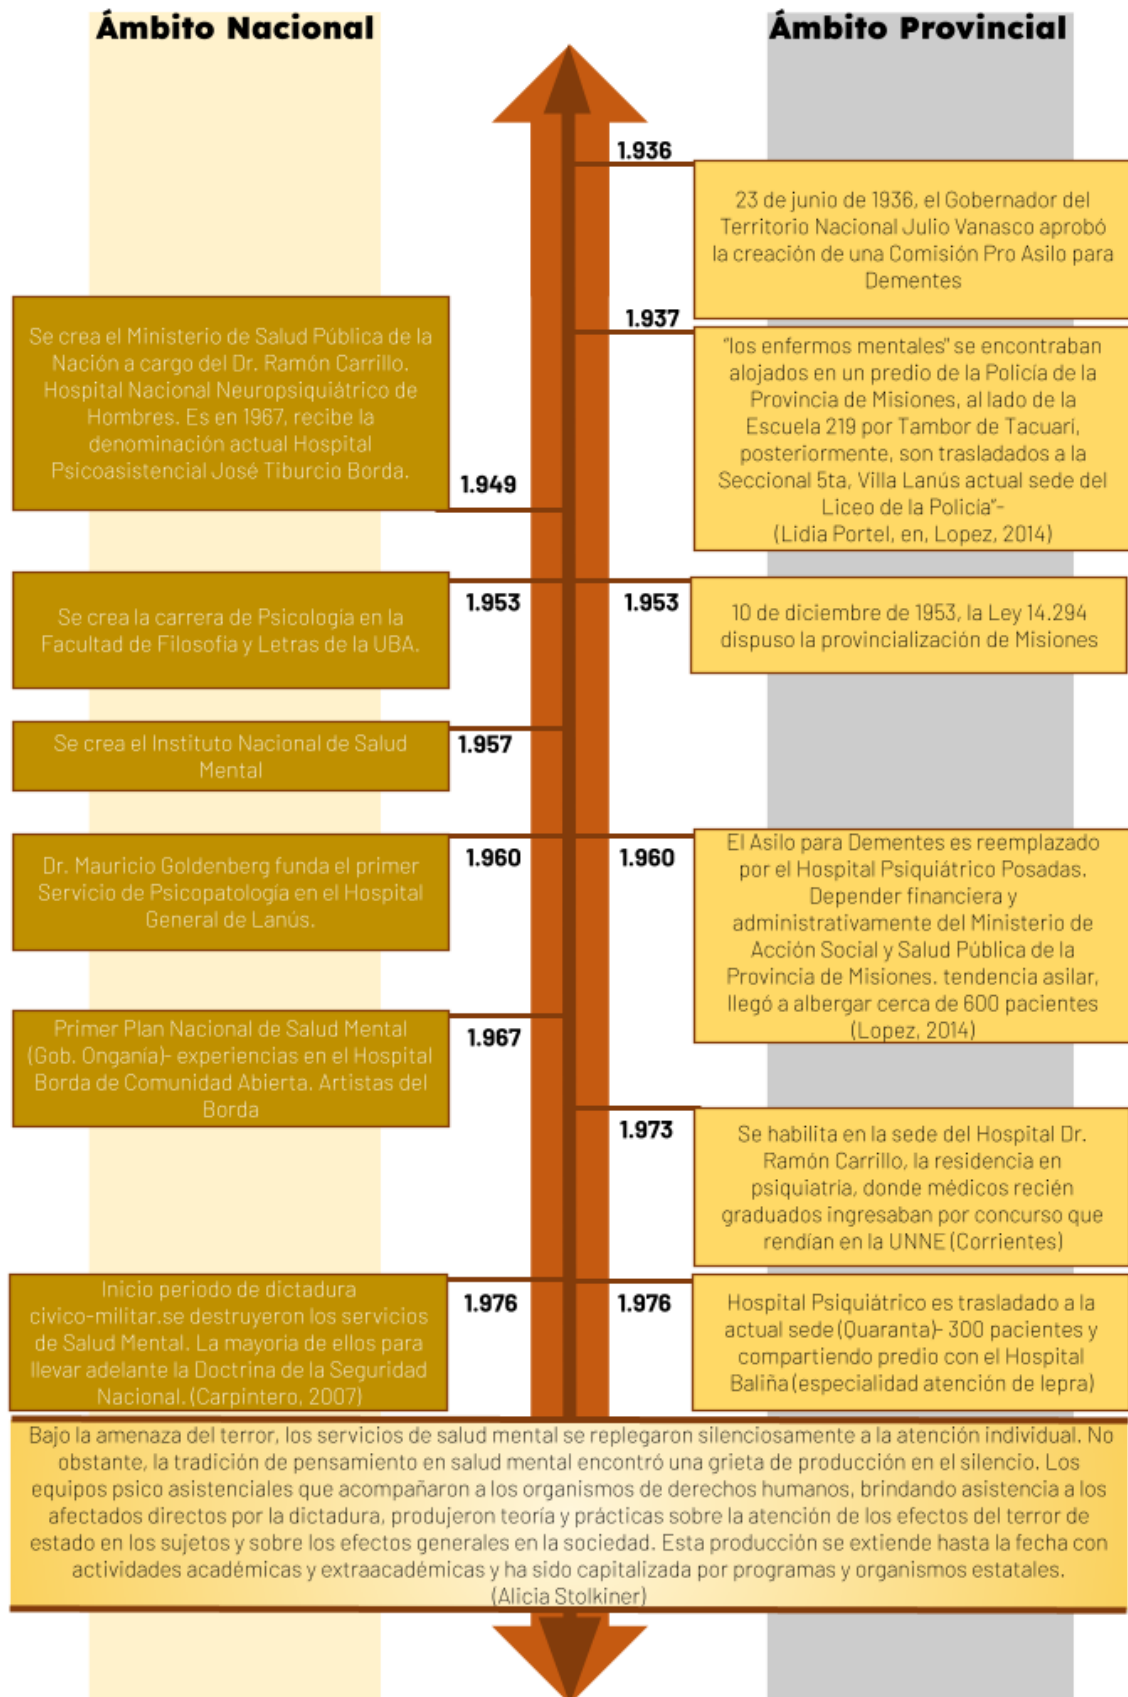 Ámbito Nacional
Ámbito Provincial
1.936
23 de junio de 1936, el Gobernador del
Territorio Nacional Julio Vanasco aprobó
la creación de una Comisión Pro Asilo para
Dementes
1.937
"los enfermos mentales" se encontraban
alojados en un predio de la Policía de la
Provincia de Misiones, al lado de la
Escuela 219 por Tambor de Tacuarí,
posteriormente, son trasladados a la
Seccional 5ta, Villa Lanús actual sede del
Liceo de la Policía"-
(Lidia Portel, en, Lopez, 2014)
Se crea el Ministerio de Salud Pública de la
Nación a cargo del Dr. Ramón Carrillo.
Hospital Nacional Neuropsiquiátrico de
Hombres. Es en 1967, recibe la
denominación actual Hospital
Psicoasistencial José Tiburcio Borda.
1.949
Se crea la carrera de Psicología en la
Facultad de Filosofía y Letras de la UBA.
1.953
1.953
10 de diciembre de 1953, la Ley 14.294
dispuso la provincialización de Misiones
Se crea el Instituto Nacional de Salud
Mental
1.957
Dr. Mauricio Goldenberg funda el primer
Servicio de Psicopatología en el Hospital
General de Lanús.
1.960
1.960
El Asilo para Dementes es reemplazado
por el Hospital Psiquiátrico Posadas.
Depender financiera y
administrativamente del Ministerio de
Acción Social y Salud Pública de la
Provincia de Misiones. tendencia asilar,
llegó a albergar cerca de 600 pacientes
(Lopez, 2014)
Primer Plan Nacional de Salud Mental
(Gob. Onganía)- experiencias en el Hospital
Borda de Comunidad Abierta. Artistas del
Borda
1.967
1.973
Se habilita en la sede del Hospital Dr.
Ramón Carrillo, la residencia en
psiquiatría, donde médicos recién
graduados ingresaban por concurso que
rendían en la UNNE (Corrientes)
Inicio periodo de dictadura
civico-militar.se destruyeron los servicios
de Salud Mental. La mayoría de ellos para
llevar adelante la Doctrina de la Seguridad
Nacional. (Carpintero, 2007)
1.976
1.976
Hospital Psiquiátrico es trasladado a la
actual sede (Quaranta)- 300 pacientes y
compartiendo predio con el Hospital
Baliña (especialidad atención de lepra)
Bajo la amenaza del terror, los servicios de salud mental se replegaron silenciosamente a la atención individual. No
obstante, la tradición de pensamiento en salud mental encontró una grieta de producción en el silencio. Los
equipos psico asistenciales que acompañaron a los organismos de derechos humanos, brindando asistencia a los
afectados directos por la dictadura, produjeron teoría y prácticas sobre la atención de los efectos del terror de
estado en los sujetos y sobre los efectos generales en la sociedad. Esta producción se extiende hasta la fecha con
actividades académicas y extraacadémicas y ha sido capitalizada por programas y organismos estatales.
(Alicia Stolkiner)